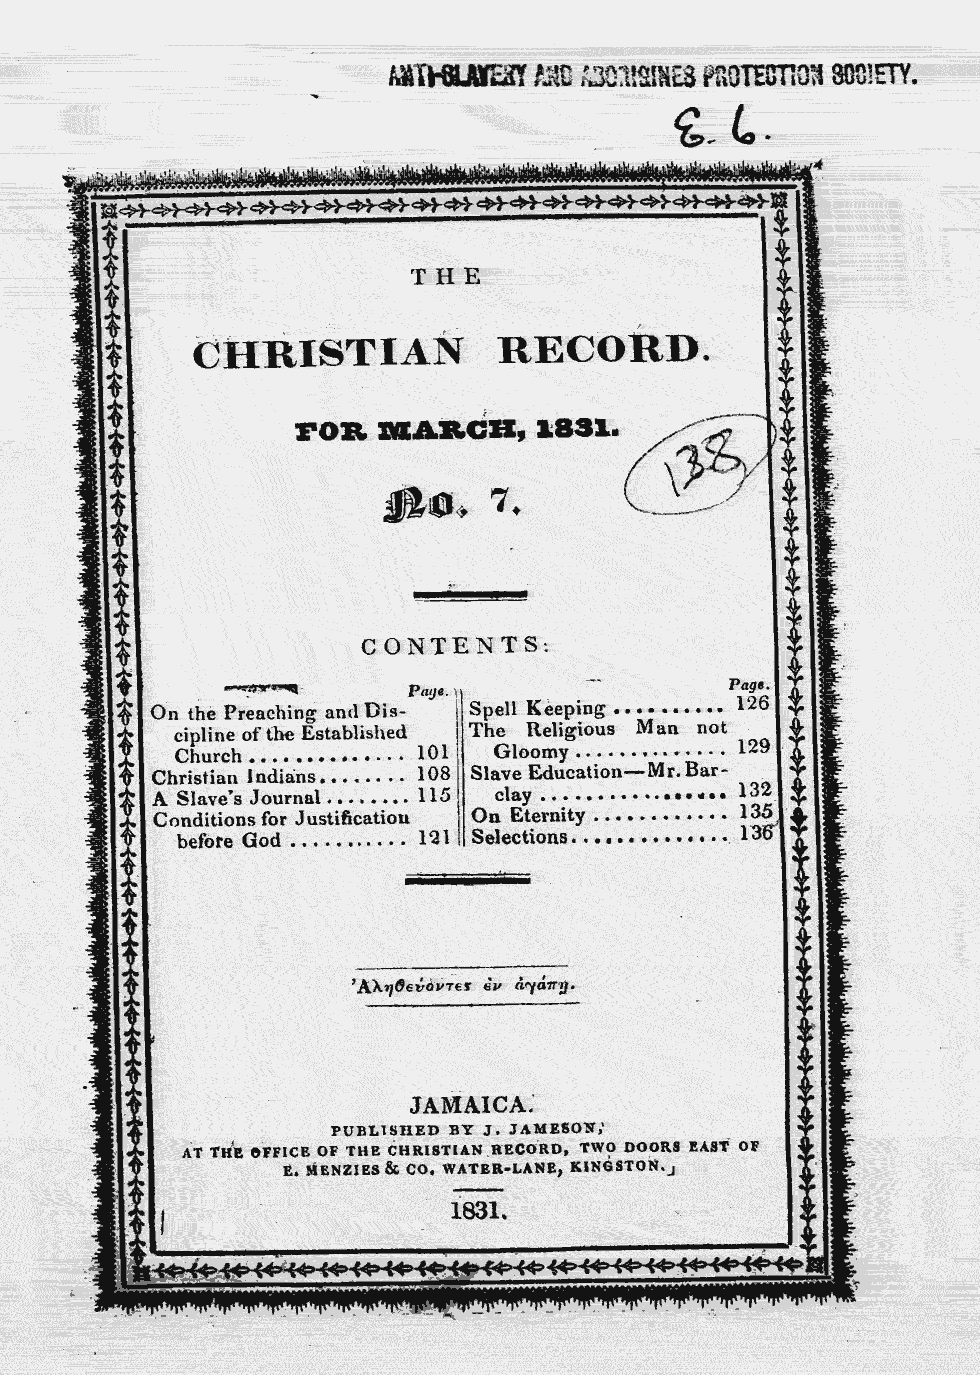 ANTI-SLAVERY AND ABORIGINES PROTECTION SOCIETY.
E. 6.
THE
CHRISTIAN RECORD.
FOR MARCH, 1831.
138
No. 7.
CONTENTS:
Page.
On the Preaching and Dis-
cipline of the Established
Church .............. 101
Christian Indians........ 108
A Slave's Journal ........ 115
Conditions for Justification
before God ........... 121
Page.
Spell Keeping .......... 126
The Religious Man not
Gloomy ............. 129
Slave Education—Mr. Bar-
clay ................ 132
On Eternity ............ 135
Selections.............. 136
Ἀληθεύοντες ἐν ἀγάπῃ.
JAMAICA:
PUBLISHED BY J. JAMESON,
AT THE OFFICE OF THE CHRISTIAN RECORD, TWO DOORS EAST OF
E. MENZIES & CO. WATER-LANE, KINGSTON.
1831.